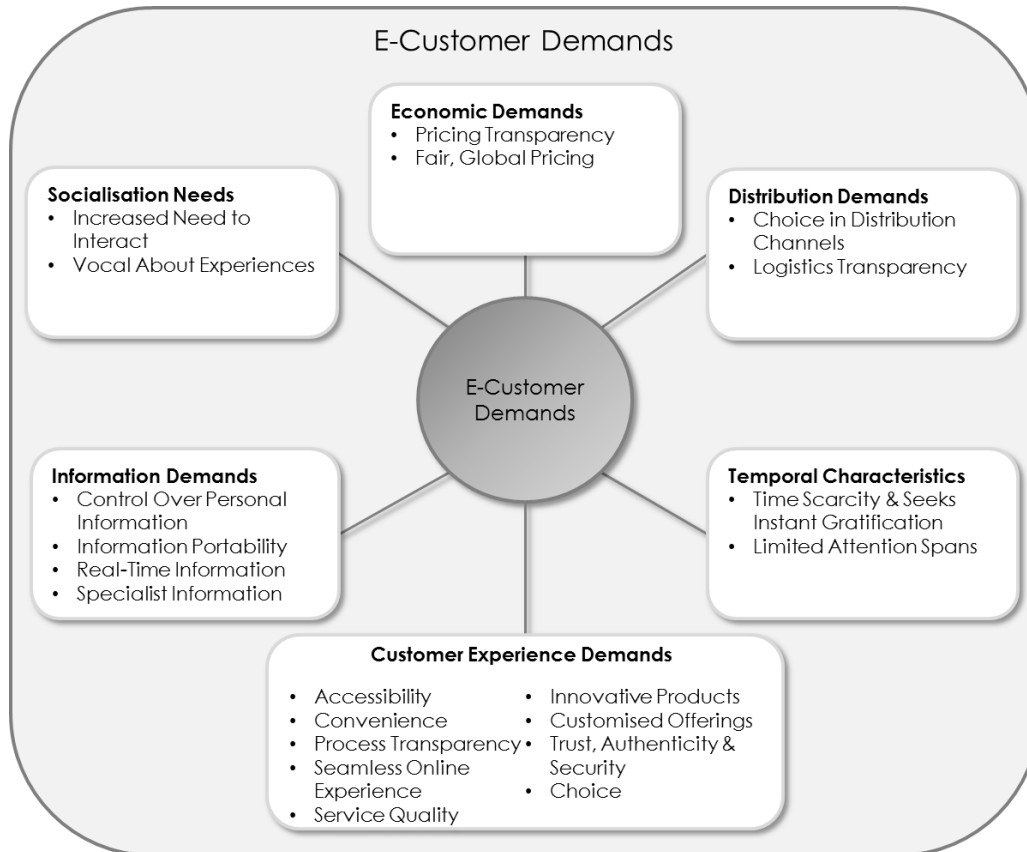 E-Customer Demands
Economic Demands
• Pricing Transparency
• Fair, Global Pricing
Socialisation Needs
• Increased Need to
Interact
• Vocal About Experiences
Distribution Demands
• Choice in Distribution
Channels
• Logistics Transparency
E-Customer
Demands
Information Demands
• Control Over Personal
Information
• Information Portability
• Real-Time Information
• Specialist Information
Temporal Characteristics
• Time Scarcity & Seeks
Instant Gratification
• Limited Attention Spans
Customer Experience Demands
• Accessibility
• Convenience
• Process Transparency
• Seamless Online
Experience
• Service Quality
• Innovative Products
• Customised Offerings
• Trust, Authenticity &
Security
• Choice